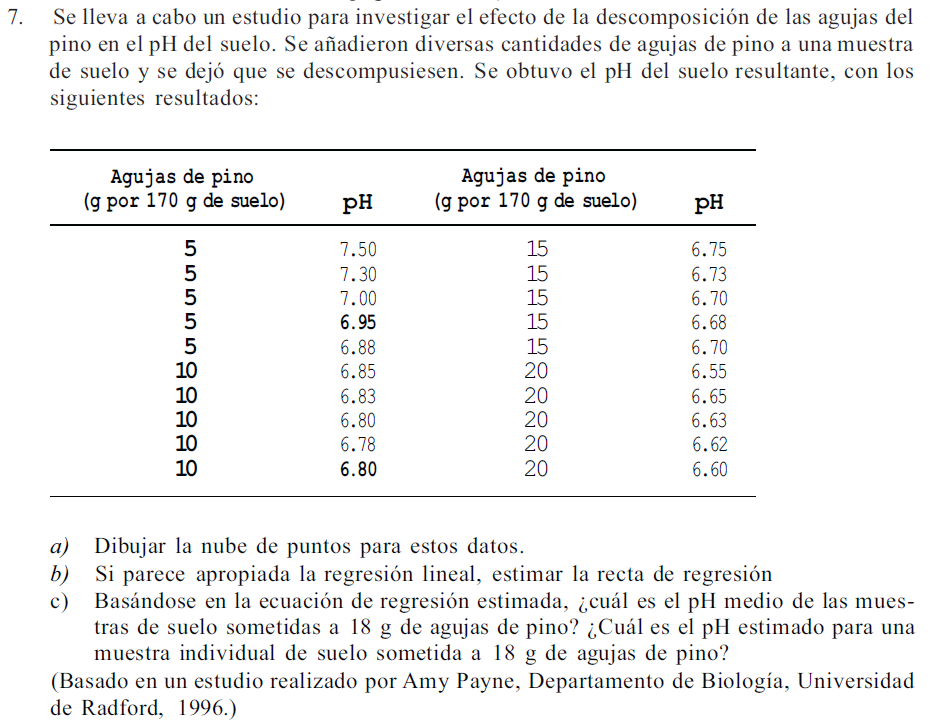 7. Se lleva a cabo un estudio para investigar el efecto de la descomposición de las agujas del
pino en el pH del suelo. Se añadieron diversas cantidades de agujas de pino a una muestra
de suelo y se dejó que se descompusiesen. Se obtuvo el pH del suelo resultante, con los
siguientes resultados:
Agujas de pino Agujas de pino
(g por 170 g de suelo) pH (g por 170 g de suelo) pH
5 7.50 15 6.75
5 7.30 15 6.73
5 7.00 15 6.70
5 6.95 15 6.68
5 6.88 15 6.70
10 6.85 20 6.55
10 6.83 20 6.65
10 6.80 20 6.63
10 6.78 20 6.62
10 6.80 20 6.60
a) Dibujar la nube de puntos para estos datos.
b) Si parece apropiada la regresión lineal, estimar la recta de regresión
c) Basándose en la ecuación de regresión estimada, ¿cuál es el pH medio de las mues-
tras de suelo sometidas a 18 g de agujas de pino? ¿Cuál es el pH estimado para una
muestra individual de suelo sometida a 18 g de agujas de pino?
(Basado en un estudio realizado por Amy Payne, Departamento de Biología, Universidad
de Radford, 1996.)